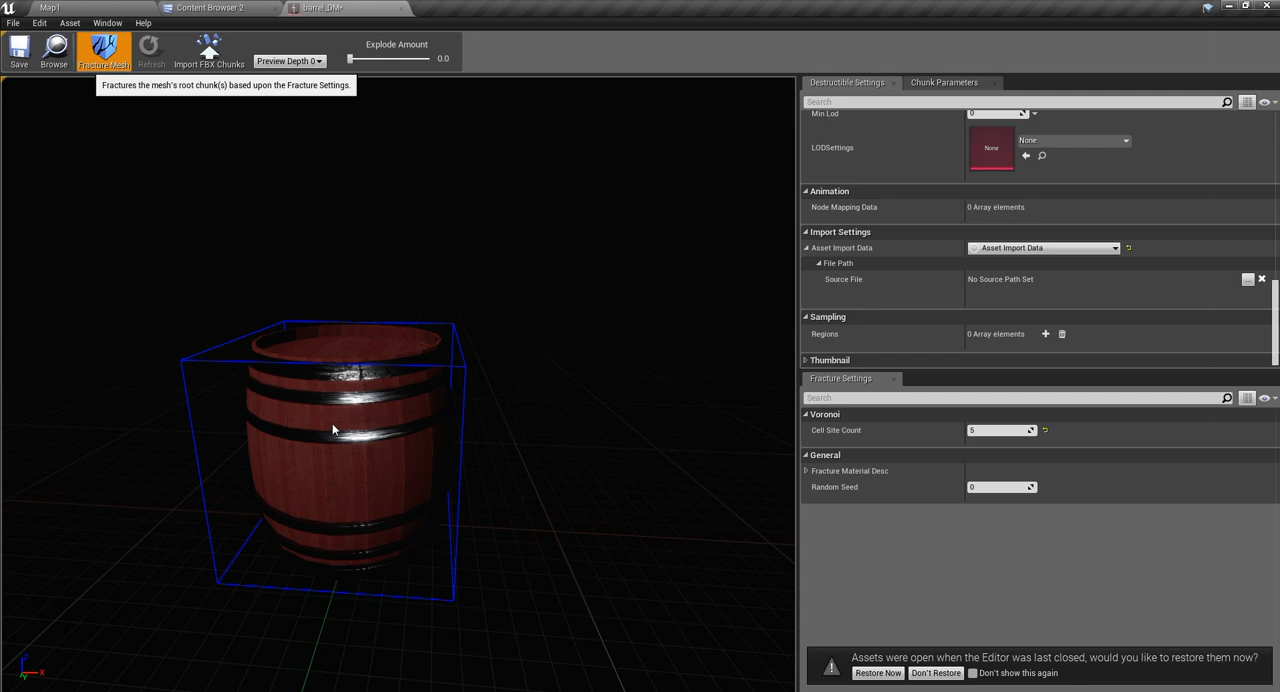 Map1
Content Browser 2
barrel_DM*
File Edit Asset Window Help
Save
Browse
Fracture Mesh
Refresh
Import FBX Chunks
Preview Depth 0
Explode Amount
0.0
Fractures the mesh's root chunk(s) based upon the Fracture Settings.
Destructible Settings
Chunk Parameters
Search
Min Lod
0
LODSettings
None
None
Animation
Node Mapping Data
0 Array elements
Import Settings
Asset Import Data
Asset Import Data
File Path
Source File
No Source Path Set
...
Sampling
Regions
0 Array elements
Thumbnail
Fracture Settings
Search
Voronoi
Cell Site Count
5
General
Fracture Material Desc
Random Seed
0
Assets were open when the Editor was last closed, would you like to restore them now?
Restore Now
Don't Restore
Don't show this again
Z
X
Y